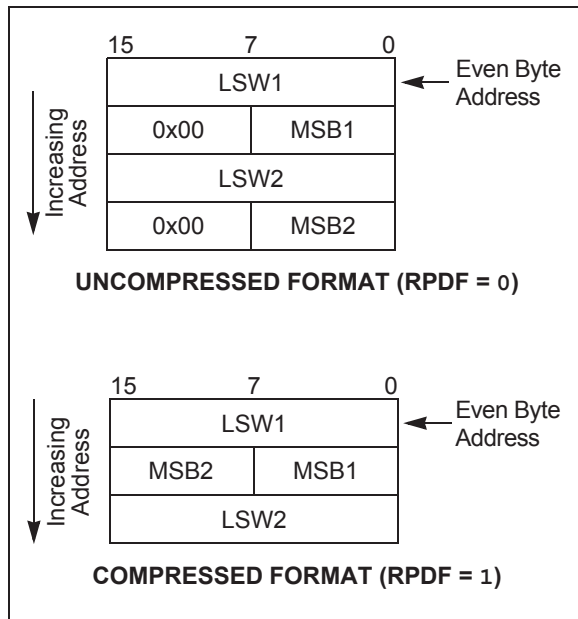 15 7 0
LSW1
Even Byte
Address
0x00 MSB1
LSW2
0x00 MSB2
Increasing
Address
UNCOMPRESSED FORMAT (RPDF = 0)
15 7 0
LSW1
Even Byte
Address
MSB2 MSB1
LSW2
Increasing
Address
COMPRESSED FORMAT (RPDF = 1)